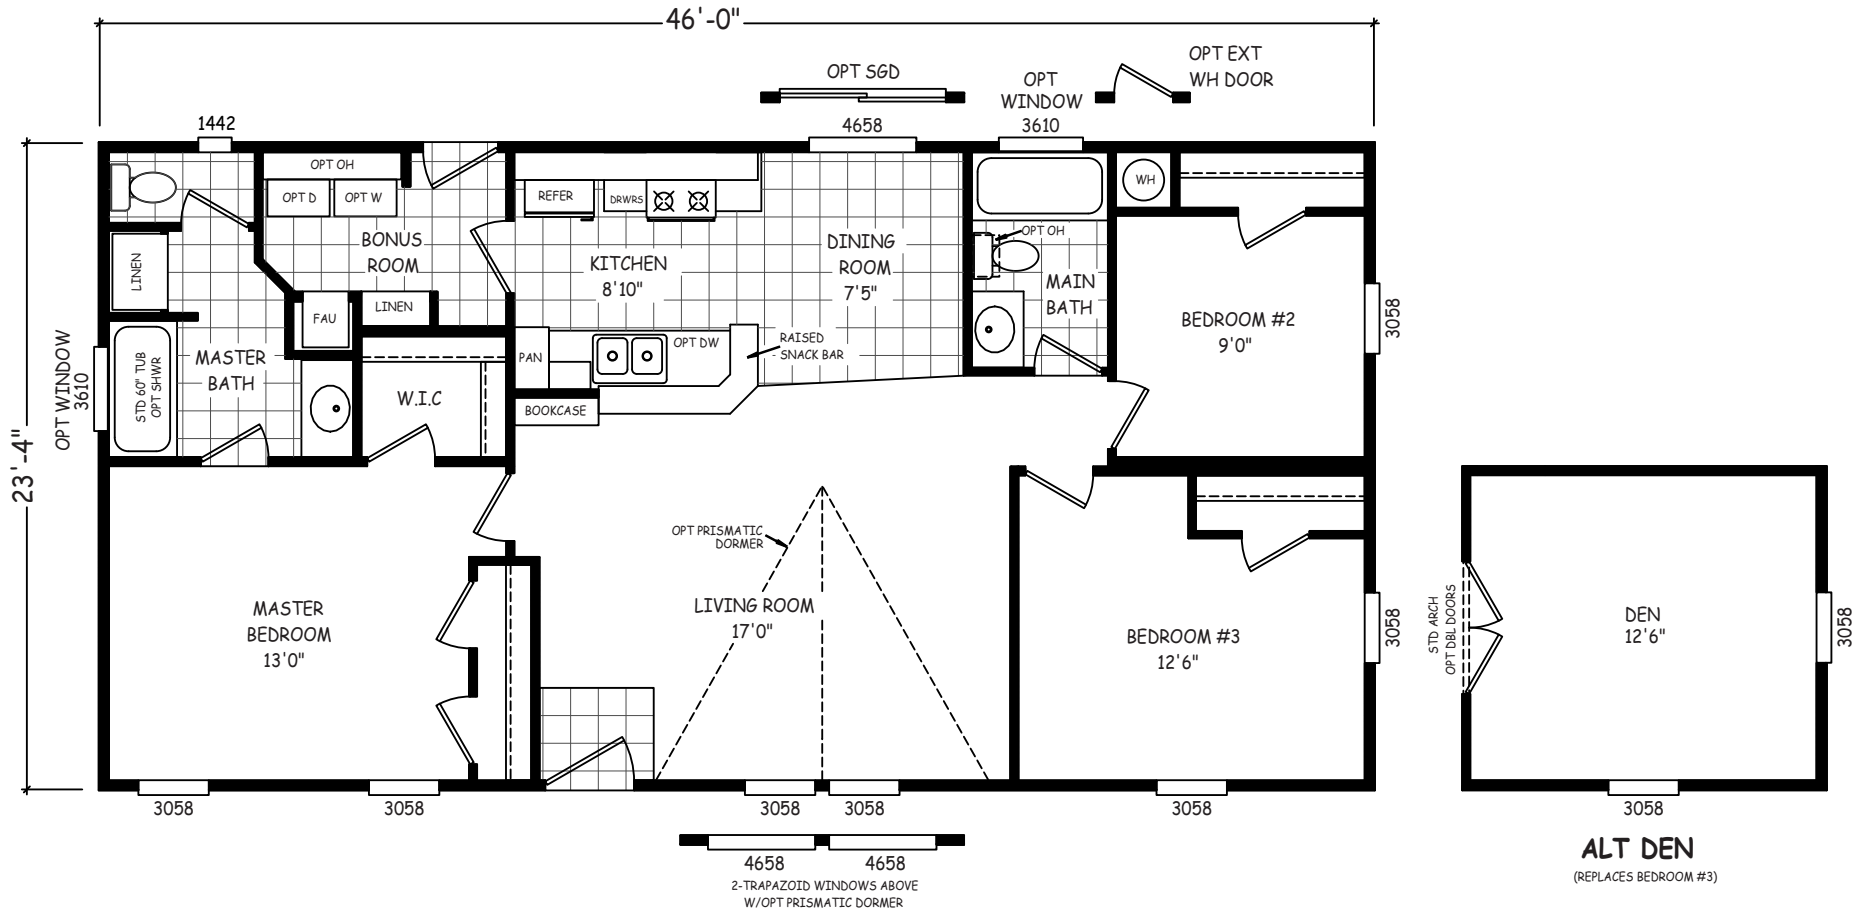 46'-0"
OPT SGD
OPT
WINDOW
3610
OPT EXT
WH DOOR
1442
4658
23'-4"
OPT OH
OPT D
OPT W
REFER
DRWRS
WH
BONUS
ROOM
KITCHEN
8'10"
DINING
ROOM
7'5"
OPT OH
MAIN
BATH
LINEN
FAU
LINEN
BEDROOM #2
9'0"
3058
OPT WINDOW
3610
STD 60" TUB
OPT SHWR
MASTER
BATH
W.I.C
PAN
OPT DW
RAISED
SNACK BAR
BOOKCASE
OPT PRISMATIC
DORMER
MASTER
BEDROOM
13'0"
LIVING ROOM
17'0"
BEDROOM #3
12'6"
3058
STD ARCH
OPT DBL DOORS
DEN
12'6"
3058
3058
3058
3058
3058
3058
3058
4658
4658
2-TRAPAZOID WINDOWS ABOVE
W/OPT PRISMATIC DORMER
ALT DEN
(REPLACES BEDROOM #3)